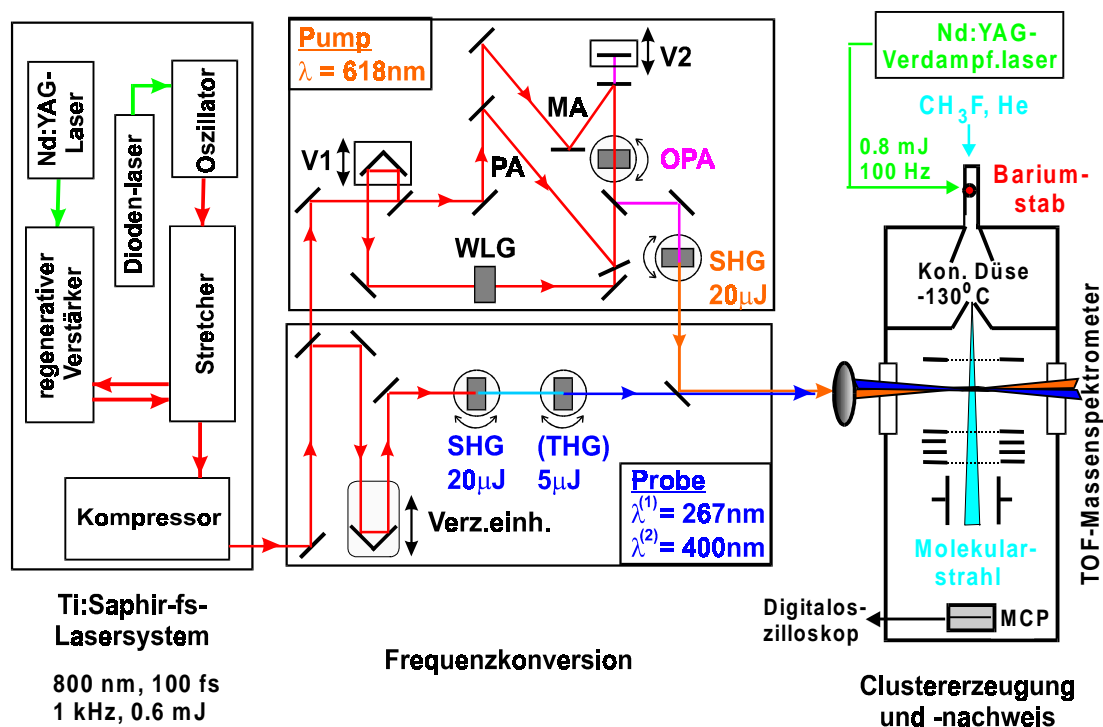 Nd:YAG-
Laser
Dioden-laser
Oszillator
regenerativer
Verstärker
Stretcher
Kompressor
Ti:Saphir-fs-
Lasersystem
800 nm, 100 fs
1 kHz, 0.6 mJ
Pump
λ = 618nm
V1
V2
MA
PA
OPA
WLG
SHG
20μJ
SHG
20μJ
(THG)
5μJ
Verz.einh.
Probe
λ(1)= 267nm
λ(2)= 400nm
Frequenzkonversion
Nd:YAG-
Verdampf.laser
CH3F, He
0.8 mJ
100 Hz
Barium-
stab
Kon. Düse
-130⁰ C
TOF-Massenspektrometer
Molekular-
strahl
Digitalos-
zilloskop
MCP
Clustererzeugung
und -nachweis